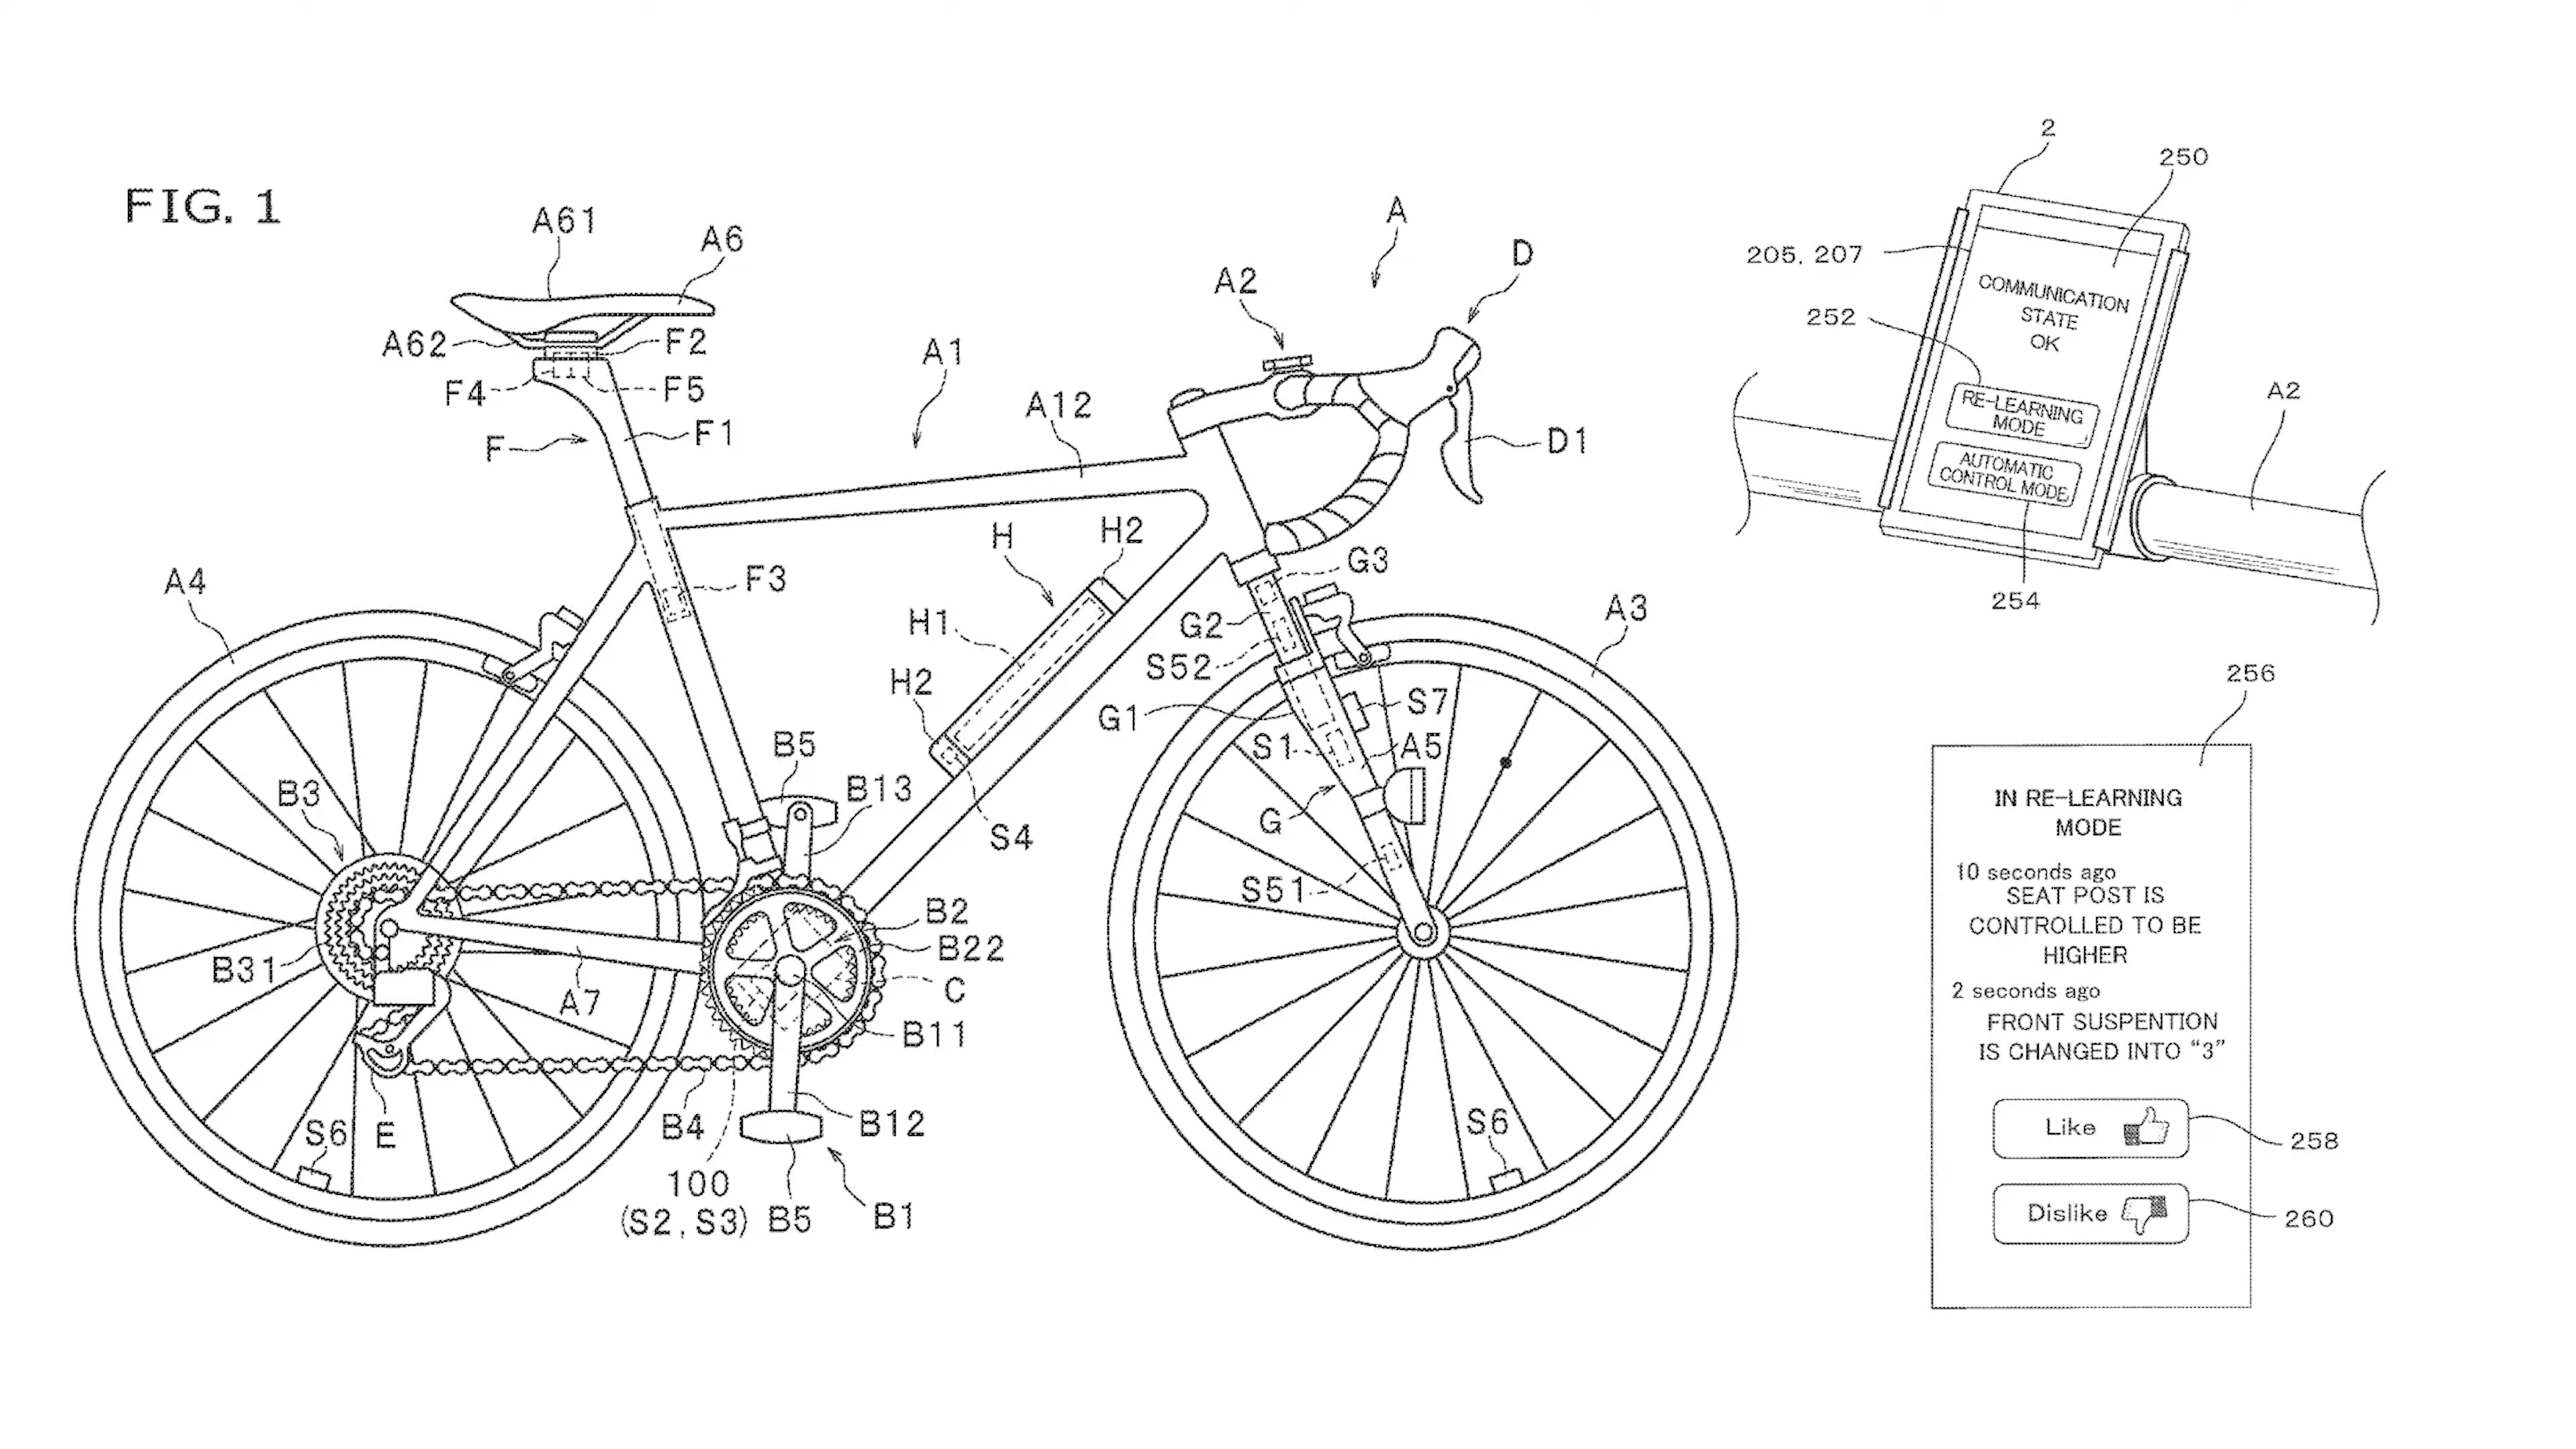 FIG. 1
A61
A6
A62
F2
F4
F5
F
F1
F3
A1
A12
A2
A
D
D1
H
H2
H1
H2
S4
G3
G2
S52
G1
S7
S1
A5
G
S51
A3
S6
A4
B3
B31
A7
B5
B13
B2
B22
C
B11
B12
B4
E
S6
100
(S2, S3)
B5
B1
2
250
205, 207
252
COMMUNICATION
STATE
OK
RE-LEARNING
MODE
AUTOMATIC
CONTROL MODE
A2
254
256
IN RE-LEARNING
MODE
10 seconds ago
SEAT POST IS
CONTROLLED TO BE
HIGHER
2 seconds ago
FRONT SUSPENTION
IS CHANGED INTO “3”
Like
258
Dislike
260